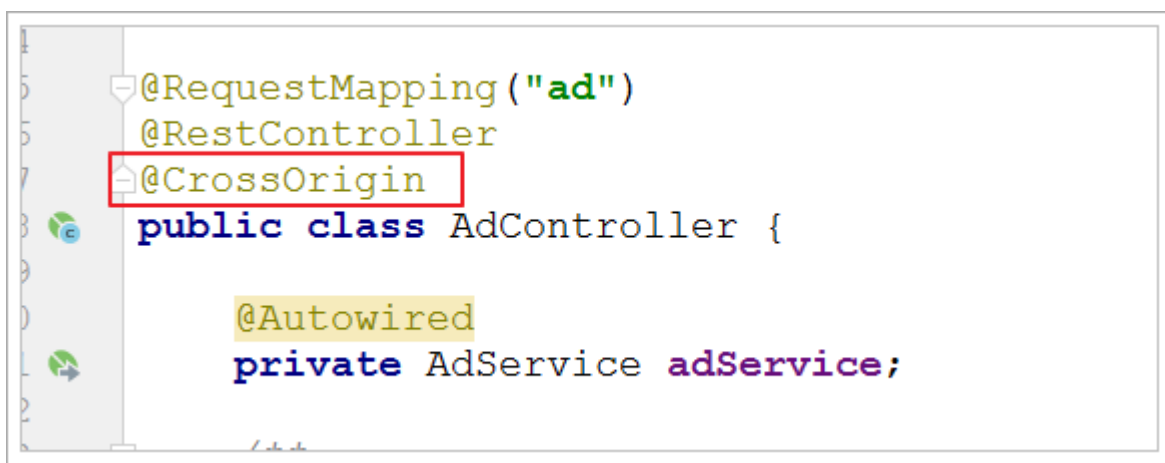 @RequestMapping("ad")
@RestController
@CrossOrigin
public class AdController {
@Autowired
private AdService adService;